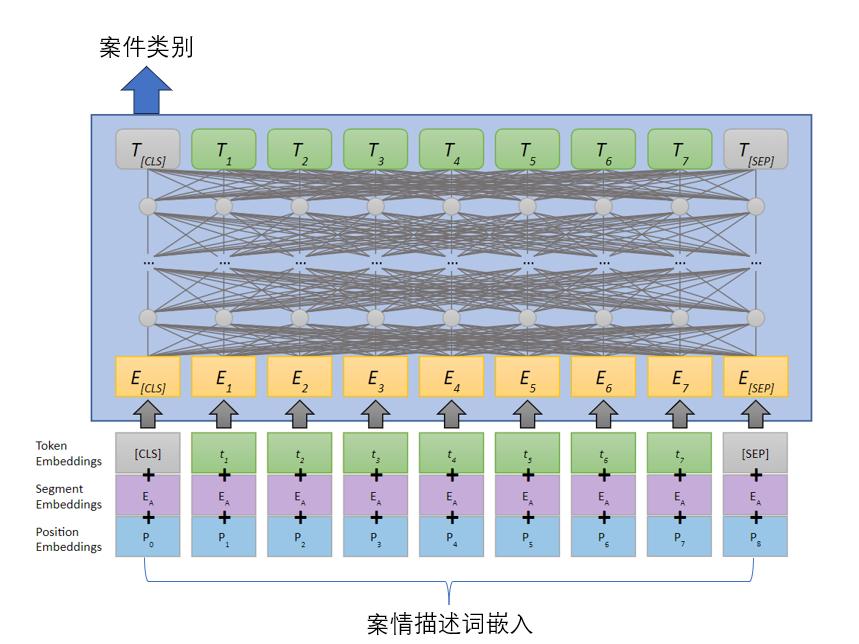 案件类别
T[CLS] T1 T2 T3 T4 T5 T6 T7 T[SEP]
... ... ... ... ... ... ... ... ...
E[CLS] E1 E2 E3 E4 E5 E6 E7 E[SEP]
Token
Embeddings
[CLS] t1 t2 t3 t4 t5 t6 t7 [SEP]
+ + + + + + + + +
Segment
Embeddings
EA EA EA EA EA EA EA EA EA
+ + + + + + + + +
Position
Embeddings
P0 P1 P2 P3 P4 P5 P6 P7 P8
案情描述词嵌入